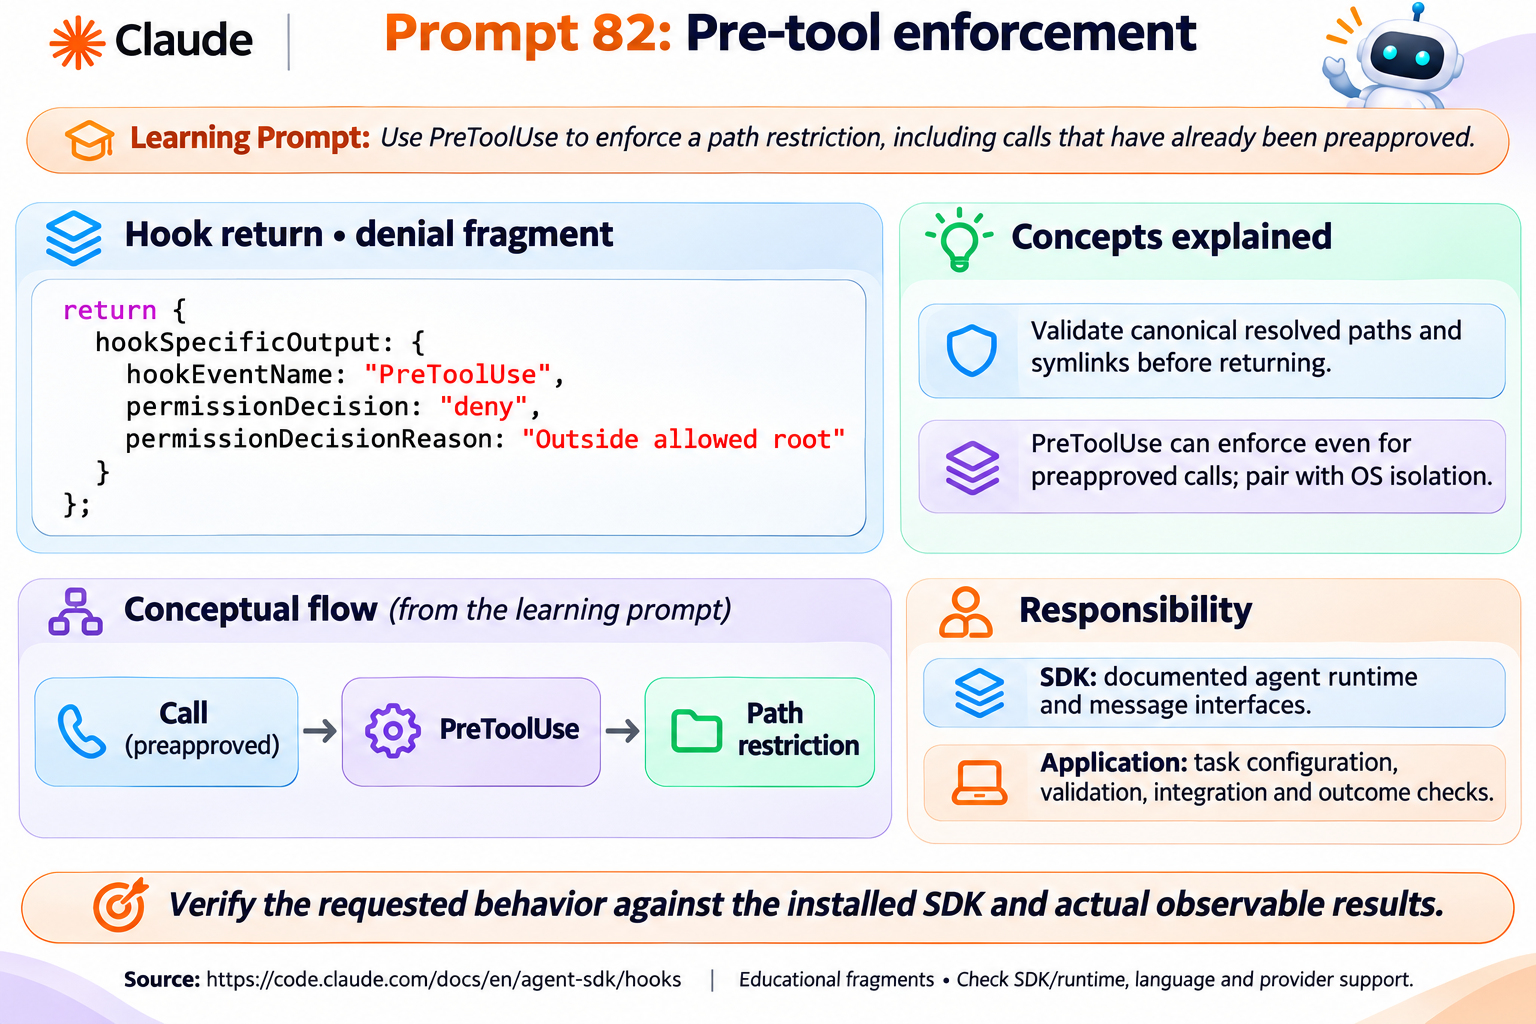 Claude
Prompt 82: Pre-tool enforcement
Learning Prompt: Use PreToolUse to enforce a path restriction, including calls that have already been preapproved.
Hook return • denial fragment
return {
  hookSpecificOutput: {
    hookEventName: "PreToolUse",
    permissionDecision: "deny",
    permissionDecisionReason: "Outside allowed root"
  }
};
Concepts explained
Validate canonical resolved paths and
symlinks before returning.
PreToolUse can enforce even for
preapproved calls; pair with OS isolation.
Conceptual flow (from the learning prompt)
Call
(preapproved)
PreToolUse
Path
restriction
Responsibility
SDK: documented agent runtime
and message interfaces.
Application: task configuration,
validation, integration and outcome checks.
Verify the requested behavior against the installed SDK and actual observable results.
Source: https://code.claude.com/docs/en/agent-sdk/hooks | Educational fragments • Check SDK/runtime, language and provider support.